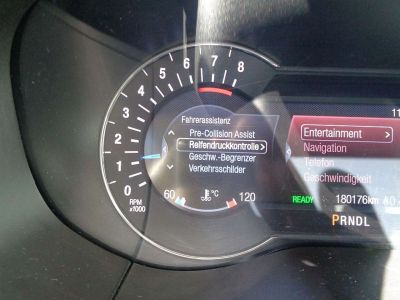 8
7
6
5
4
3
2
1
0
RPM
x1000
Fahrerassistenz
Pre-Collision Assist
Reifendruckkontrolle
Geschw.-Begrenzer
Verkehrsschilder
60 °C 120
Entertainment
Navigation
Telefon
Geschwindigkeit
READY 180176km
PRNDL